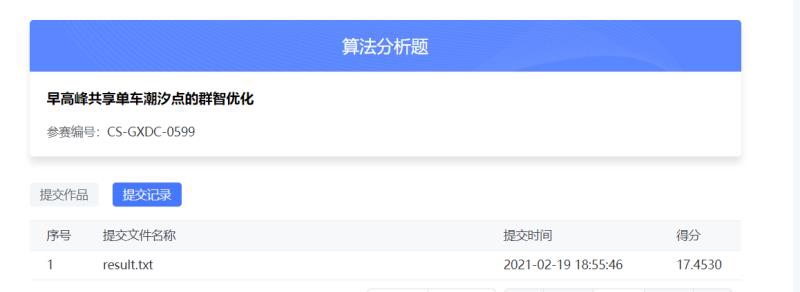 算法分析题
早高峰共享单车潮汐点的群智优化
参赛编号：CS-GXDC-0599
提交作品 提交记录
序号 提交文件名称 提交时间 得分
1 result.txt 2021-02-19 18:55:46 17.4530